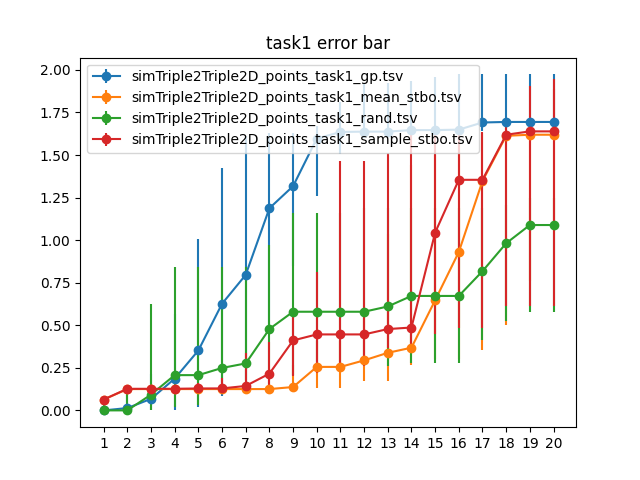 task1 error bar
2.00
1.75
1.50
1.25
1.00
0.75
0.50
0.25
0.00
simTriple2Triple2D_points_task1_gp.tsv
simTriple2Triple2D_points_task1_mean_stbo.tsv
simTriple2Triple2D_points_task1_rand.tsv
simTriple2Triple2D_points_task1_sample_stbo.tsv
1 2 3 4 5 6 7 8 9 10 11 12 13 14 15 16 17 18 19 20